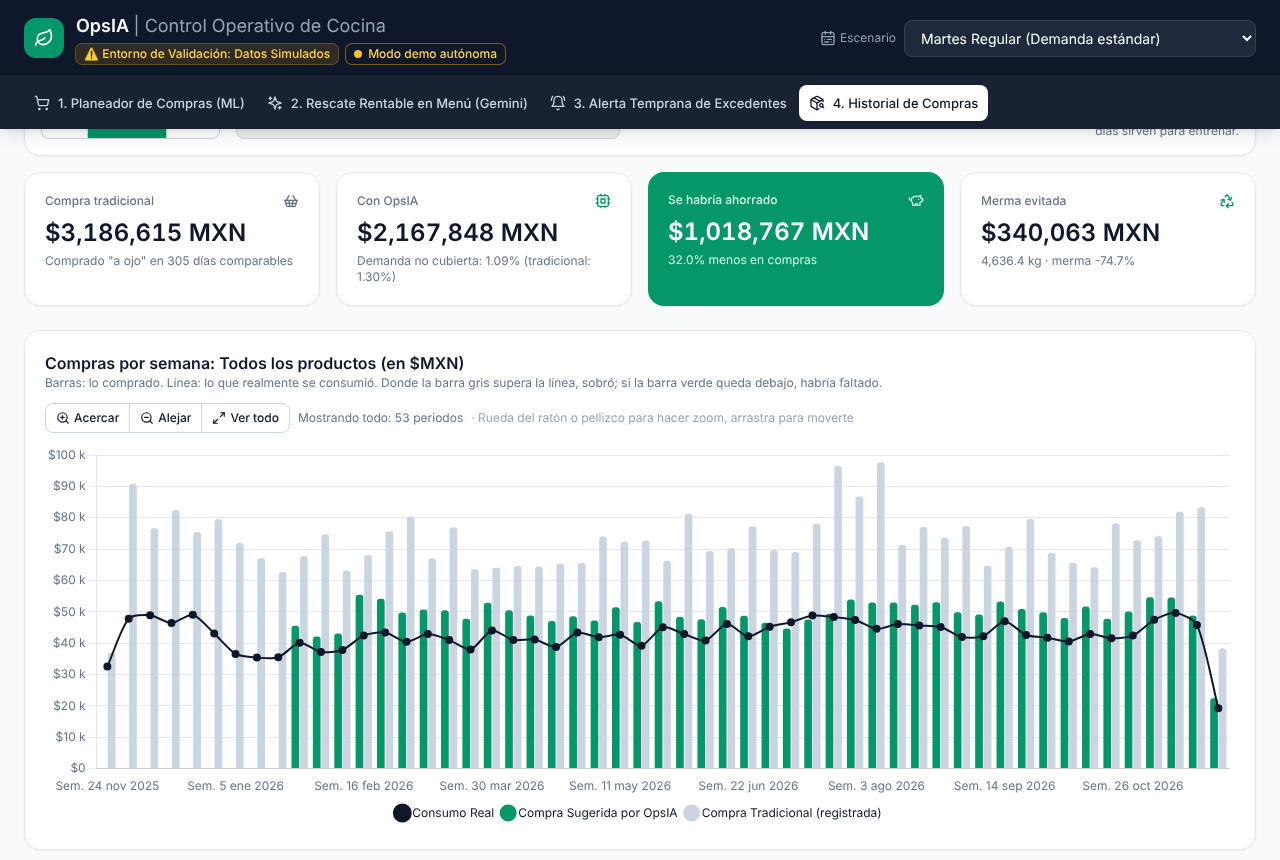 OpsIA | Control Operativo de Cocina
⚠️ Entorno de Validación: Datos Simulados
Modo demo autónoma
Escenario
Martes Regular (Demanda estándar)
1. Planeador de Compras (ML)
2. Rescate Rentable en Menú (Gemini)
3. Alerta Temprana de Excedentes
4. Historial de Compras
días sirven para entrenar.
Compra tradicional
$3,186,615 MXN
Comprado "a ojo" en 305 días comparables
Con OpsIA
$2,167,848 MXN
Demanda no cubierta: 1.09% (tradicional:
1.30%)
Se habría ahorrado
$1,018,767 MXN
32.0% menos en compras
Merma evitada
$340,063 MXN
4,636.4 kg · merma -74.7%
Compras por semana: Todos los productos (en $MXN)
Barras: lo comprado. Línea: lo que realmente se consumió. Donde la barra gris supera la línea, sobró; si la barra verde queda debajo, habría faltado.
Acercar
Alejar
Ver todo
Mostrando todo: 53 periodos · Rueda del ratón o pellizco para hacer zoom, arrastra para moverte
$100 k
$90 k
$80 k
$70 k
$60 k
$50 k
$40 k
$30 k
$20 k
$10 k
$0
Sem. 24 nov 2025
Sem. 5 ene 2026
Sem. 16 feb 2026
Sem. 30 mar 2026
Sem. 11 may 2026
Sem. 22 jun 2026
Sem. 3 ago 2026
Sem. 14 sep 2026
Sem. 26 oct 2026
Consumo Real
Compra Sugerida por OpsIA
Compra Tradicional (registrada)